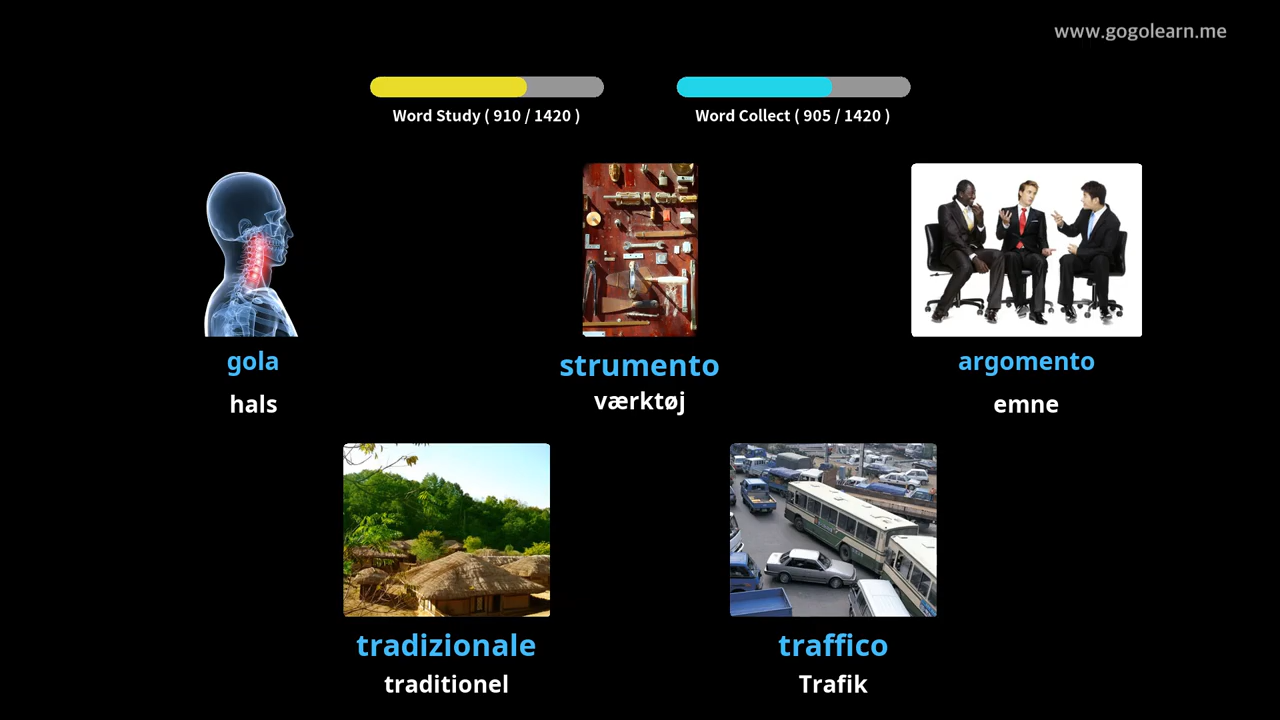 www.gogolearn.me
Word Study ( 910 / 1420 )
Word Collect ( 905 / 1420 )
gola
strumento
argomento
hals
værktøj
emne
tradizionale
traffico
traditionel
Trafik